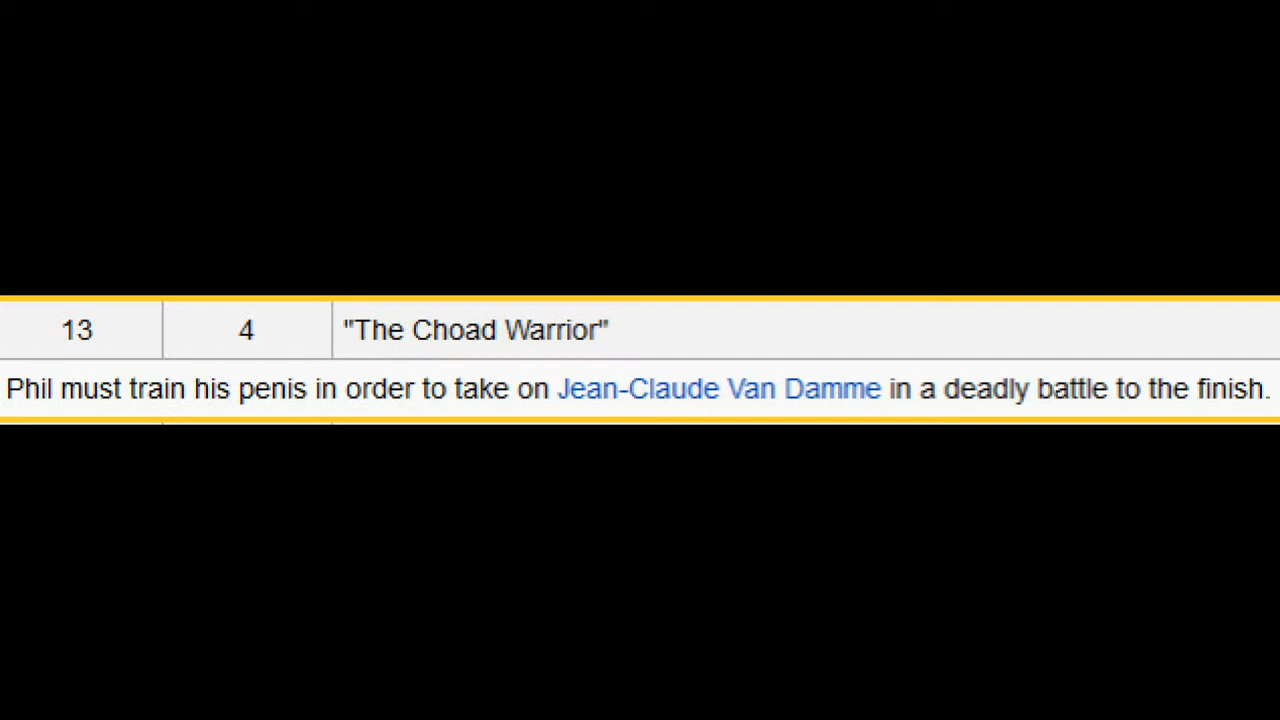 13 4 "The Choad Warrior"
Phil must train his penis in order to take on Jean-Claude Van Damme in a deadly battle to the finish.